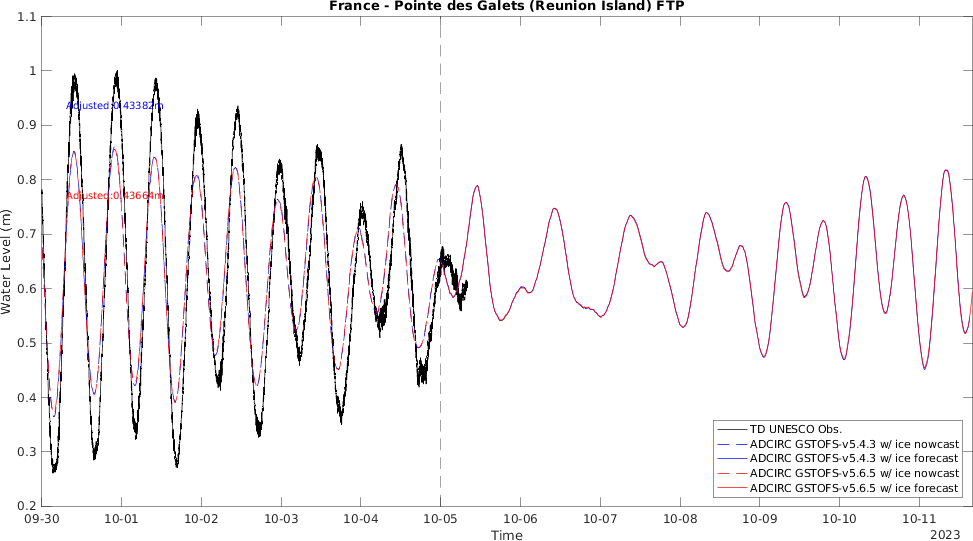 France - Pointe des Galets (Reunion Island) FTP
1.1
1
0.9
0.8
0.7
0.6
0.5
0.4
0.3
0.2
Water Level (m)
Adjusted:0.43382m
Adjusted:0.43664m
TD UNESCO Obs.
ADCIRC GSTOFS-v5.4.3 w/ ice nowcast
ADCIRC GSTOFS-v5.4.3 w/ ice forecast
ADCIRC GSTOFS-v5.6.5 w/ ice nowcast
ADCIRC GSTOFS-v5.6.5 w/ ice forecast
09-30 10-01 10-02 10-03 10-04 10-05 10-06 10-07 10-08 10-09 10-10 10-11
Time
2023